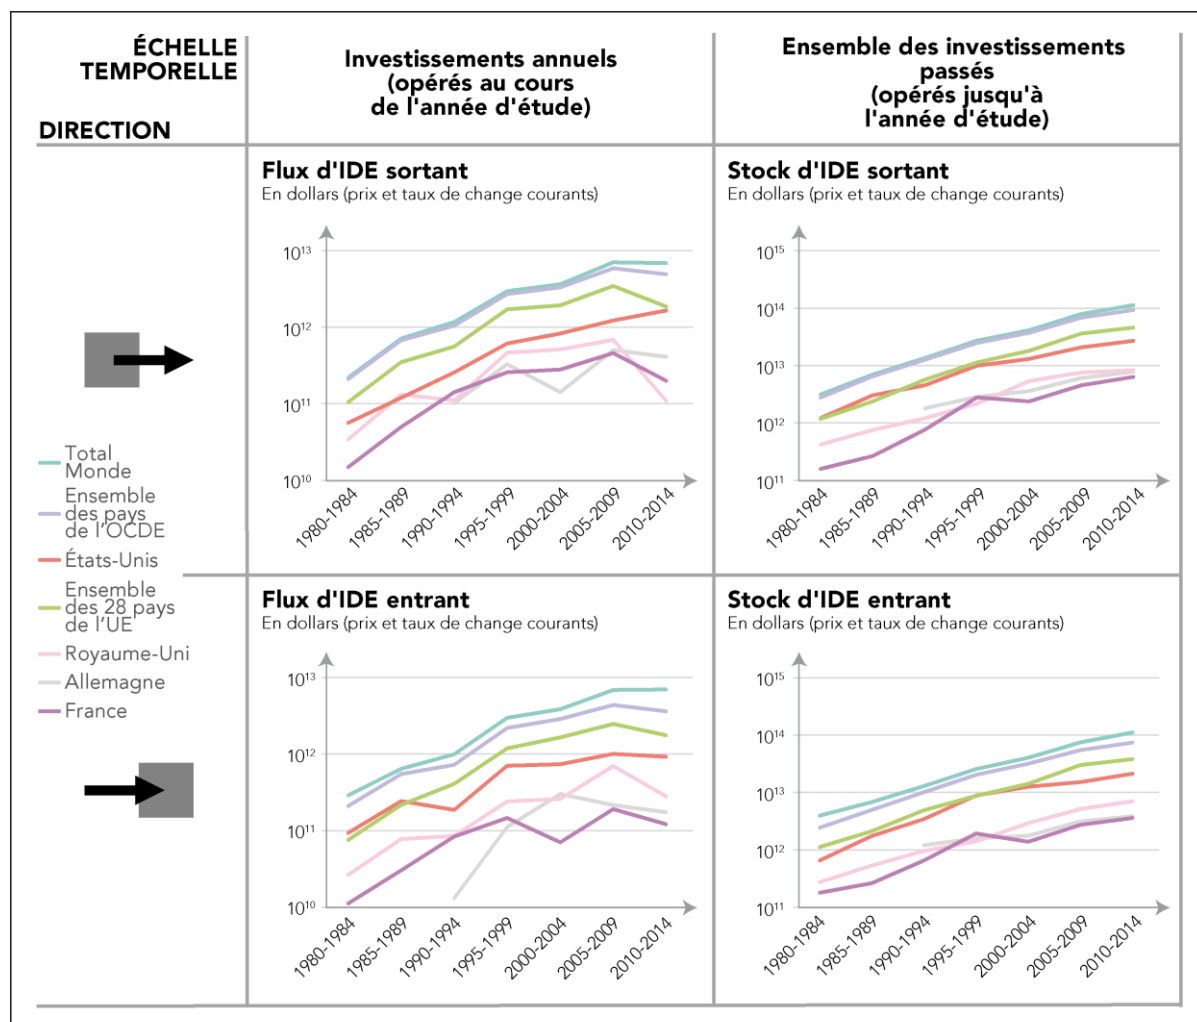 ÉCHELLE
TEMPORELLE
DIRECTION
Investissements annuels
(opérés au cours
de l'année d'étude)
Ensemble des investissements
passés
(opérés jusqu'à
l'année d'étude)
Flux d'IDE sortant
En dollars (prix et taux de change courants)
10¹³
10¹²
10¹¹
10¹⁰
1980-1984
1985-1989
1990-1994
1995-1999
2000-2004
2005-2009
2010-2014
Stock d'IDE sortant
En dollars (prix et taux de change courants)
10¹⁵
10¹⁴
10¹³
10¹²
10¹¹
1980-1984
1985-1989
1990-1994
1995-1999
2000-2004
2005-2009
2010-2014
Total
Monde
Ensemble
des pays
de l'OCDE
États-Unis
Ensemble
des 28 pays
de l'UE
Royaume-Uni
Allemagne
France
Flux d'IDE entrant
En dollars (prix et taux de change courants)
10¹³
10¹²
10¹¹
10¹⁰
1980-1984
1985-1989
1990-1994
1995-1999
2000-2004
2005-2009
2010-2014
Stock d'IDE entrant
En dollars (prix et taux de change courants)
10¹⁵
10¹⁴
10¹³
10¹²
10¹¹
1980-1984
1985-1989
1990-1994
1995-1999
2000-2004
2005-2009
2010-2014